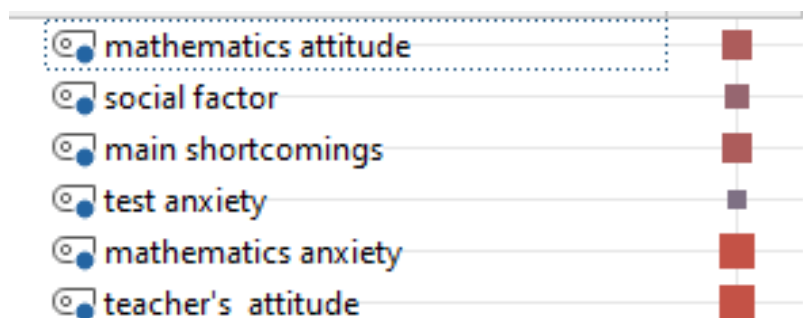 mathematics attitude
social factor
main shortcomings
test anxiety
mathematics anxiety
teacher's  attitude